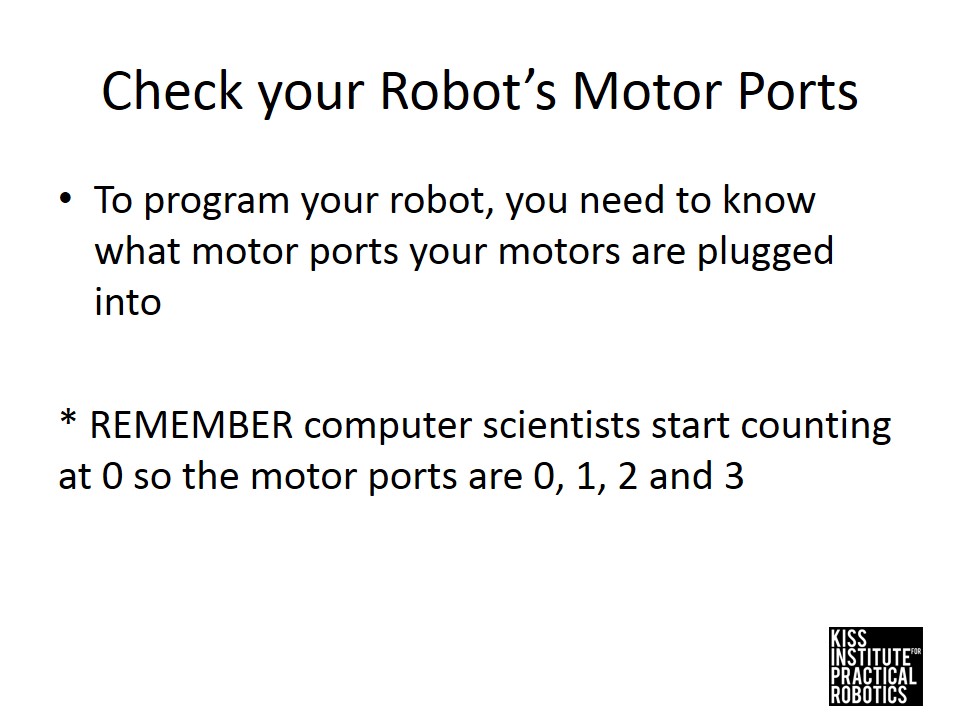 Check your Robot’s Motor Ports
• To program your robot, you need to know
what motor ports your motors are plugged
into
* REMEMBER computer scientists start counting
at 0 so the motor ports are 0, 1, 2 and 3
KISS
INSTITUTE FOR
PRACTICAL
ROBOTICS